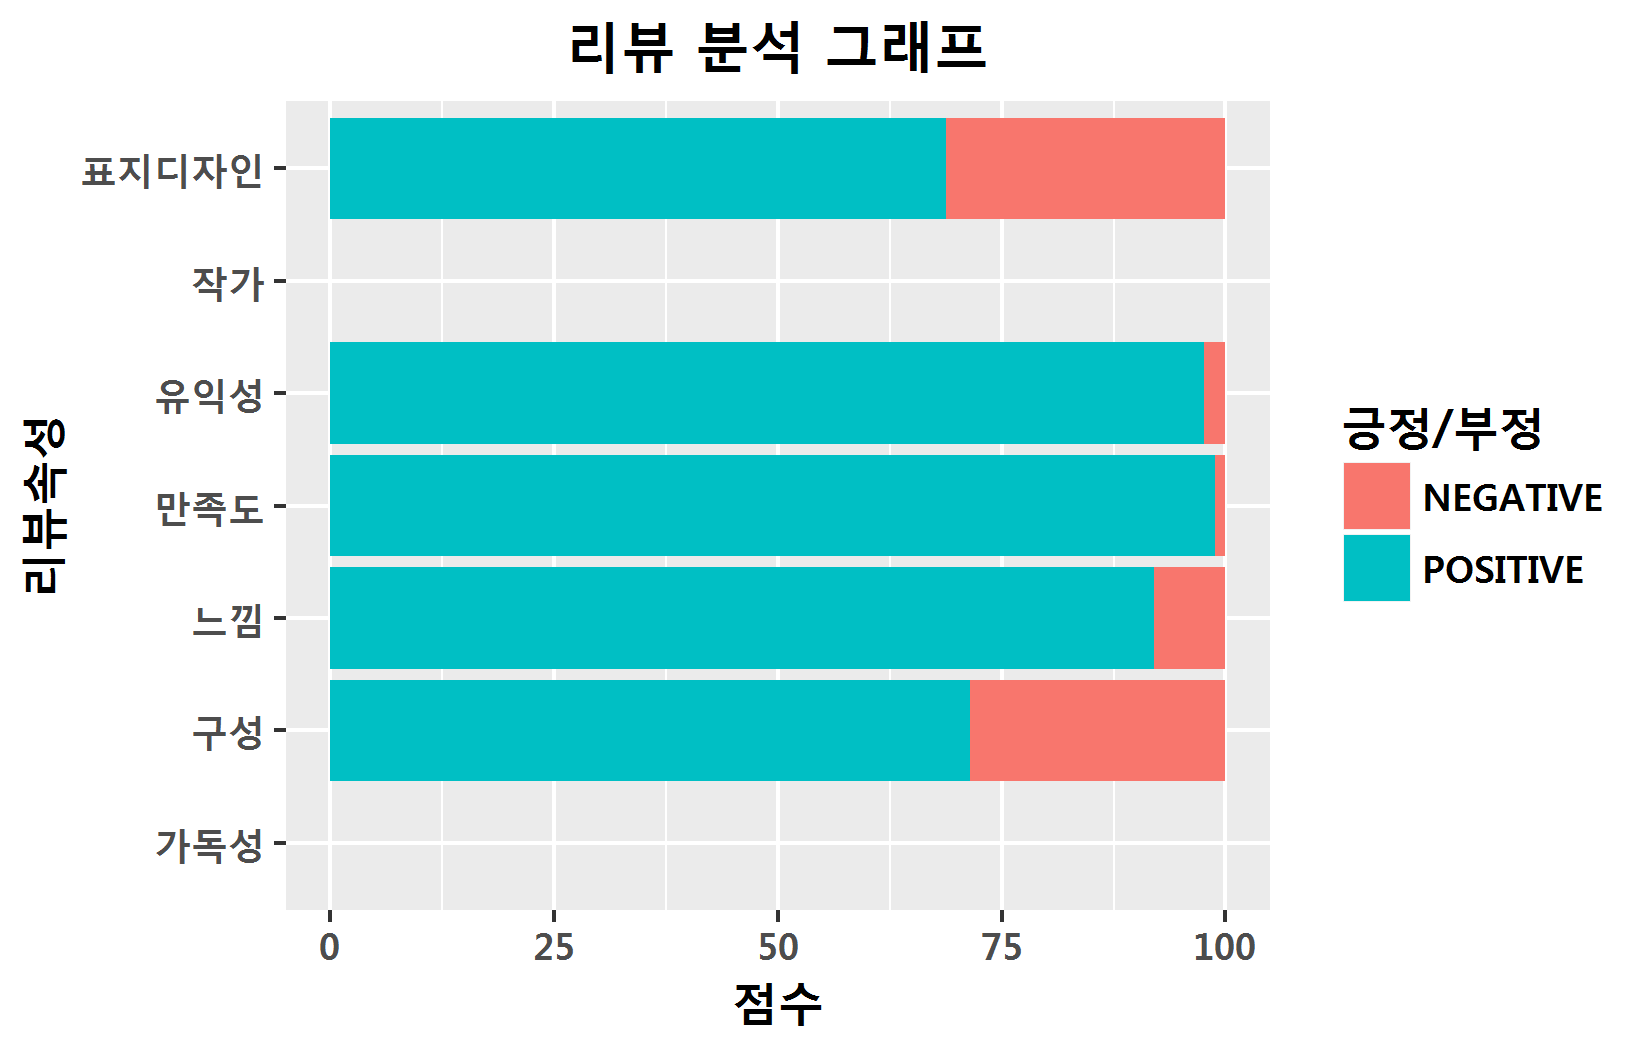 리뷰 분석 그래프
리뷰속성
표지디자인
작가
유익성
만족도
느낌
구성
가독성
0 25 50 75 100
점수
긍정/부정
NEGATIVE
POSITIVE